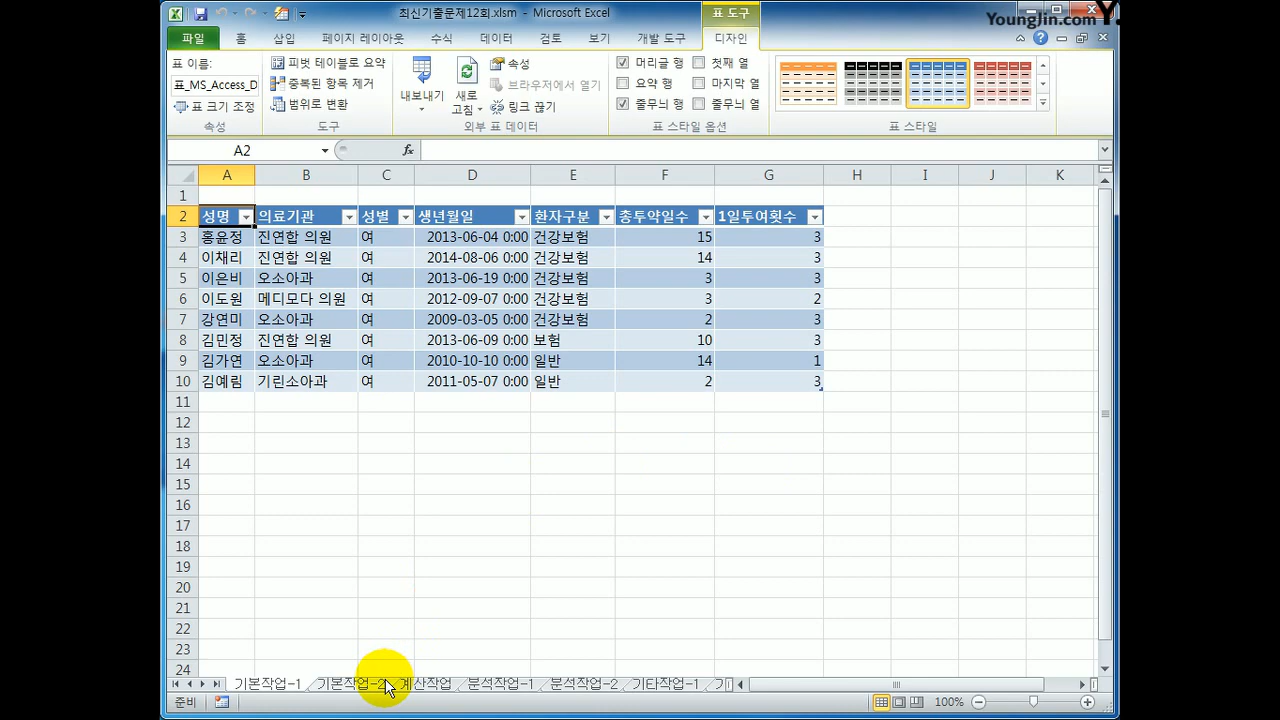 최신기출문제12회.xlsm - Microsoft Excel
표 도구
YoungJin.com Y.
파일 홈 삽입 페이지 레이아웃 수식 데이터 검토 보기 개발 도구 디자인
표 이름:
표_MS_Access_D
표 크기 조정
속성
피벗 테이블로 요약
중복된 항목 제거
범위로 변환
도구
내보내기
새로
고침
속성
브라우저에서 열기
링크 끊기
외부 표 데이터
머리글 행 첫째 열
요약 행 마지막 열
줄무늬 행 줄무늬 열
표 스타일 옵션
표 스타일
A2 fx
A B C D E F G H I J K
1
2 성명 의료기관 성별 생년월일 환자구분 총투약일수 1일투여횟수
3 홍윤정 진연합 의원 여 2013-06-04 0:00 건강보험 15 3
4 이채리 진연합 의원 여 2014-08-06 0:00 건강보험 14 3
5 이은비 오소아과 여 2013-06-19 0:00 건강보험 3 3
6 이도원 메디모다 의원 여 2012-09-07 0:00 건강보험 3 2
7 강연미 오소아과 여 2009-03-05 0:00 건강보험 2 3
8 김민정 진연합 의원 여 2013-06-09 0:00 보험 10 3
9 김가연 오소아과 여 2010-10-10 0:00 일반 14 1
10 김예림 기린소아과 여 2011-05-07 0:00 일반 2 3
11
12
13
14
15
16
17
18
19
20
21
22
23
24
기본작업-1 기본작업-2 계산작업 분석작업-1 분석작업-2 기타작업-1
준비 100%